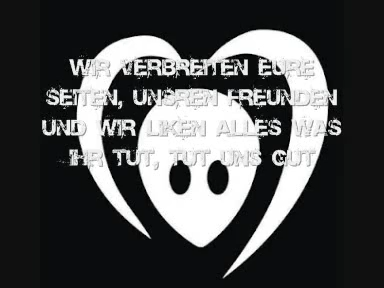 WIR VERBREITEN EURE
SEITEN, UNSREN FREUNDEN
UND WIR LIKEN ALLES WAS
IHR TUT, TUT UNS GUT